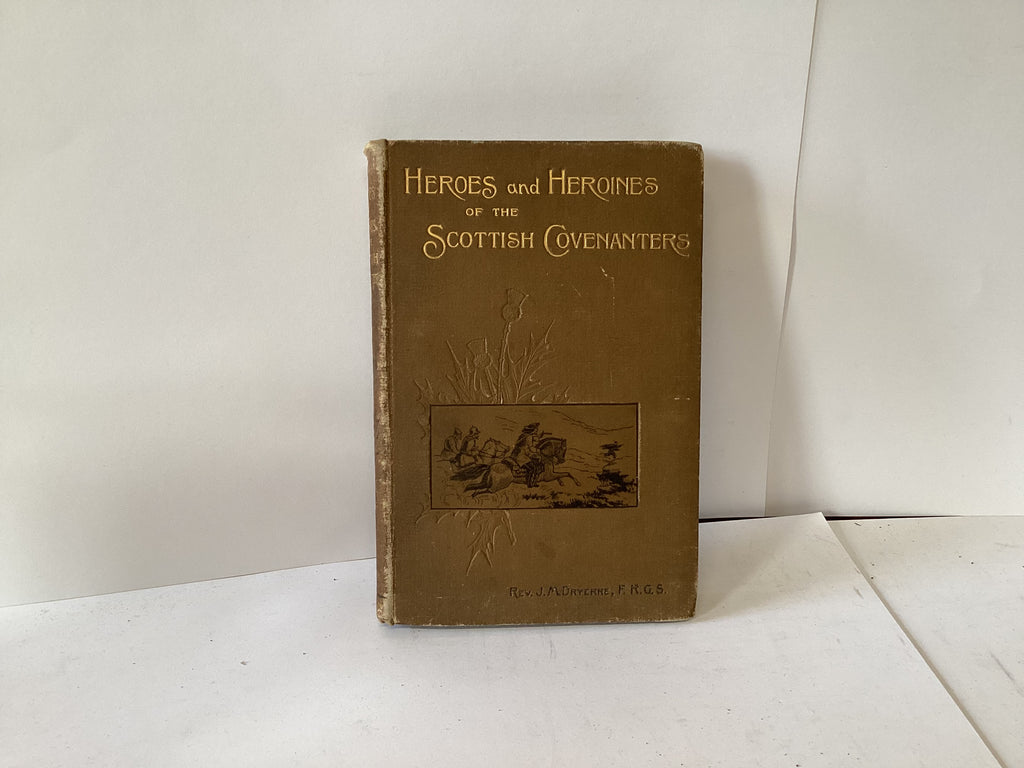 HEROES and HEROINES
OF THE
SCOTTISH COVENANTERS
REV. J. M. DRYERRE, F. R. G. S.